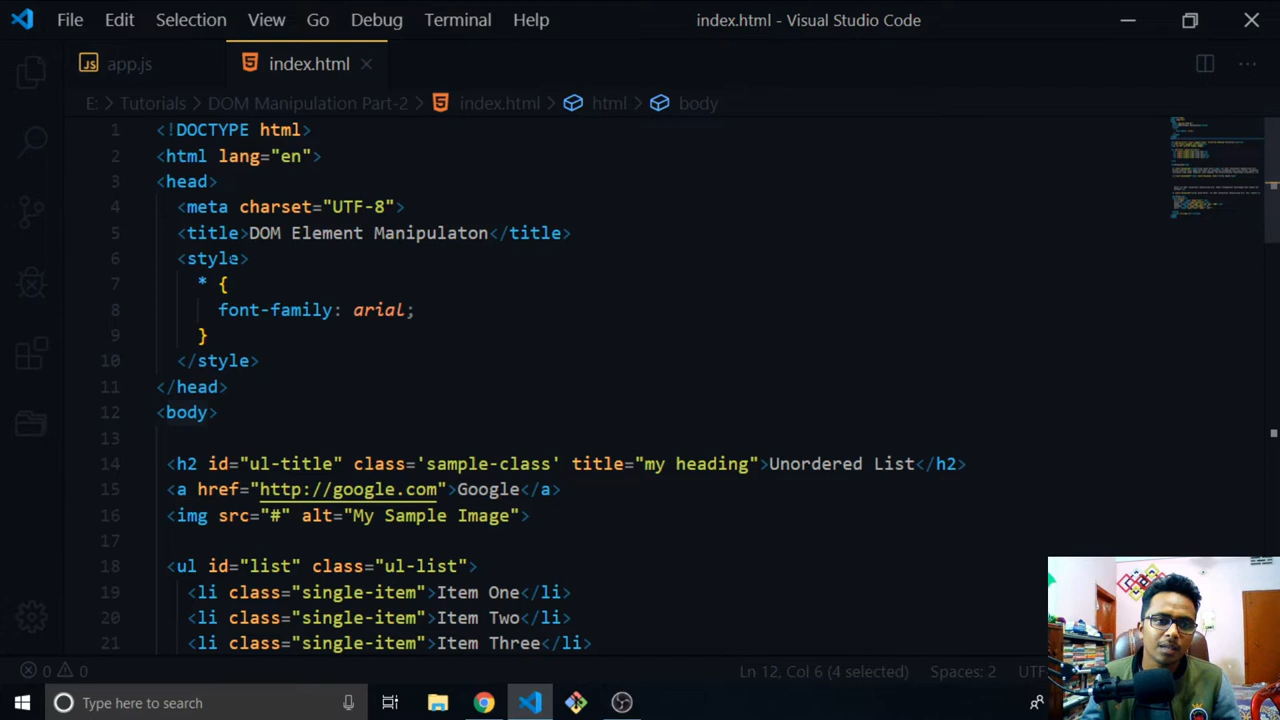 File Edit Selection View Go Debug Terminal Help index.html - Visual Studio Code
JS app.js index.html
E: > Tutorials > DOM Manipulation Part-2 > index.html > html > body
1 <!DOCTYPE html>
2 <html lang="en">
3 <head>
4 <meta charset="UTF-8">
5 <title>DOM Element Manipulaton</title>
6 <style>
7 * {
8 font-family: arial;
9 }
10 </style>
11 </head>
12 <body>
13
14 <h2 id="ul-title" class='sample-class' title="my heading">Unordered List</h2>
15 <a href="http://google.com">Google</a>
16 <img src="#" alt="My Sample Image">
17
18 <ul id="list" class="ul-list">
19 <li class="single-item">Item One</li>
20 <li class="single-item">Item Two</li>
21 <li class="single-item">Item Three</li>
0 0 Ln 12, Col 6 (4 selected) Spaces: 2 UTF
Type here to search